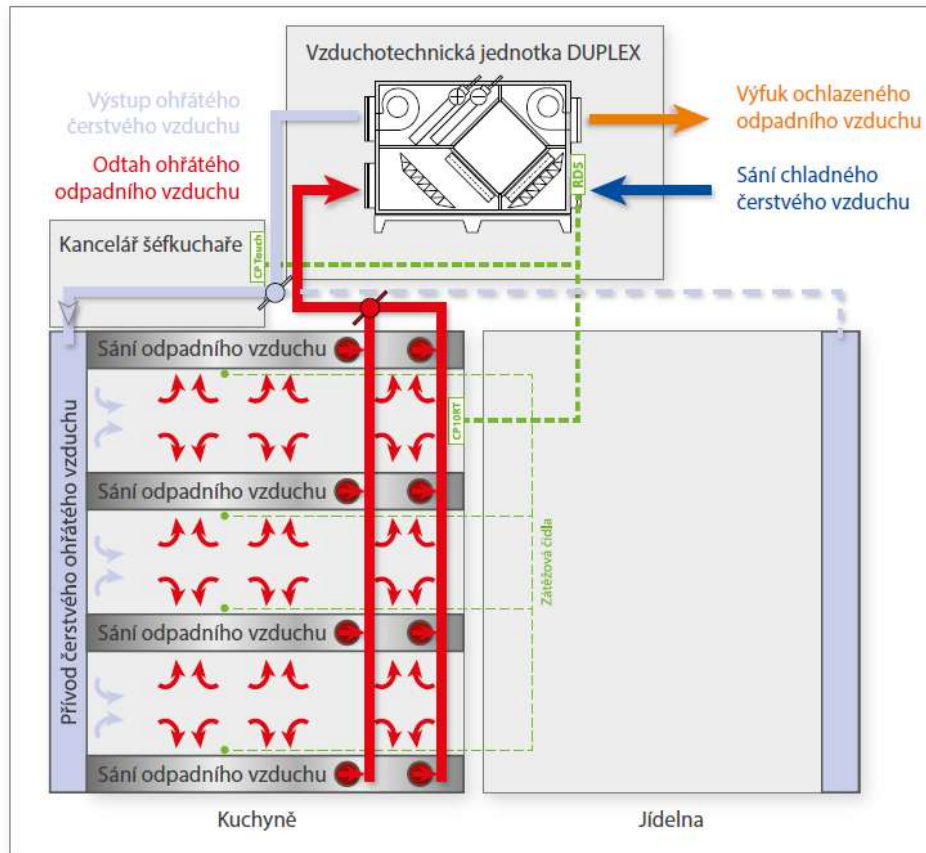 Vzduchotechnická jednotka DUPLEX
Výstup ohřátého
čerstvého vzduchu
Odtah ohřátého
odpadního vzduchu
Výfuk ochlazeného
odpadního vzduchu
Sání chladného
čerstvého vzduchu
RD5
Kancelář šéfkuchaře
CP Touch
Sání odpadního vzduchu
CP10RT
Sání odpadního vzduchu
Sání odpadního vzduchu
Sání odpadního vzduchu
Přívod čerstvého ohřátého vzduchu
Zátěžová čidla
Kuchyně
Jídelna